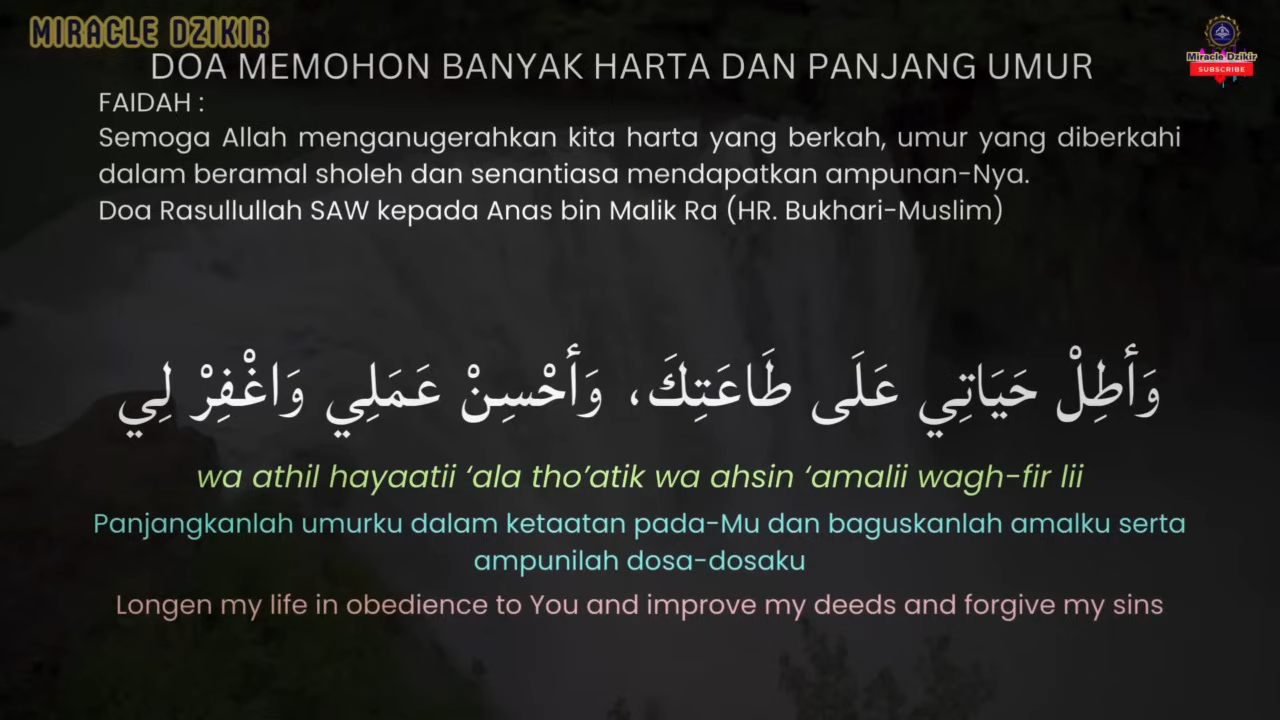 MIRACLE DZIKIR
Miracle Dzikir
SUBSCRIBE
DOA MEMOHON BANYAK HARTA DAN PANJANG UMUR
FAIDAH :
Semoga Allah menganugerahkan kita harta yang berkah, umur yang diberkahi
dalam beramal sholeh dan senantiasa mendapatkan ampunan-Nya.
Doa Rasullullah SAW kepada Anas bin Malik Ra (HR. Bukhari-Muslim)
وَأَطِلْ حَيَاتِي عَلَى طَاعَتِكَ، وَأَحْسِنْ عَمَلِي وَاغْفِرْ لِي
wa athil hayaatii ‘ala tho’atik wa ahsin ‘amalii wagh-fir lii
Panjangkanlah umurku dalam ketaatan pada-Mu dan baguskanlah amalku serta
ampunilah dosa-dosaku
Longen my life in obedience to You and improve my deeds and forgive my sins